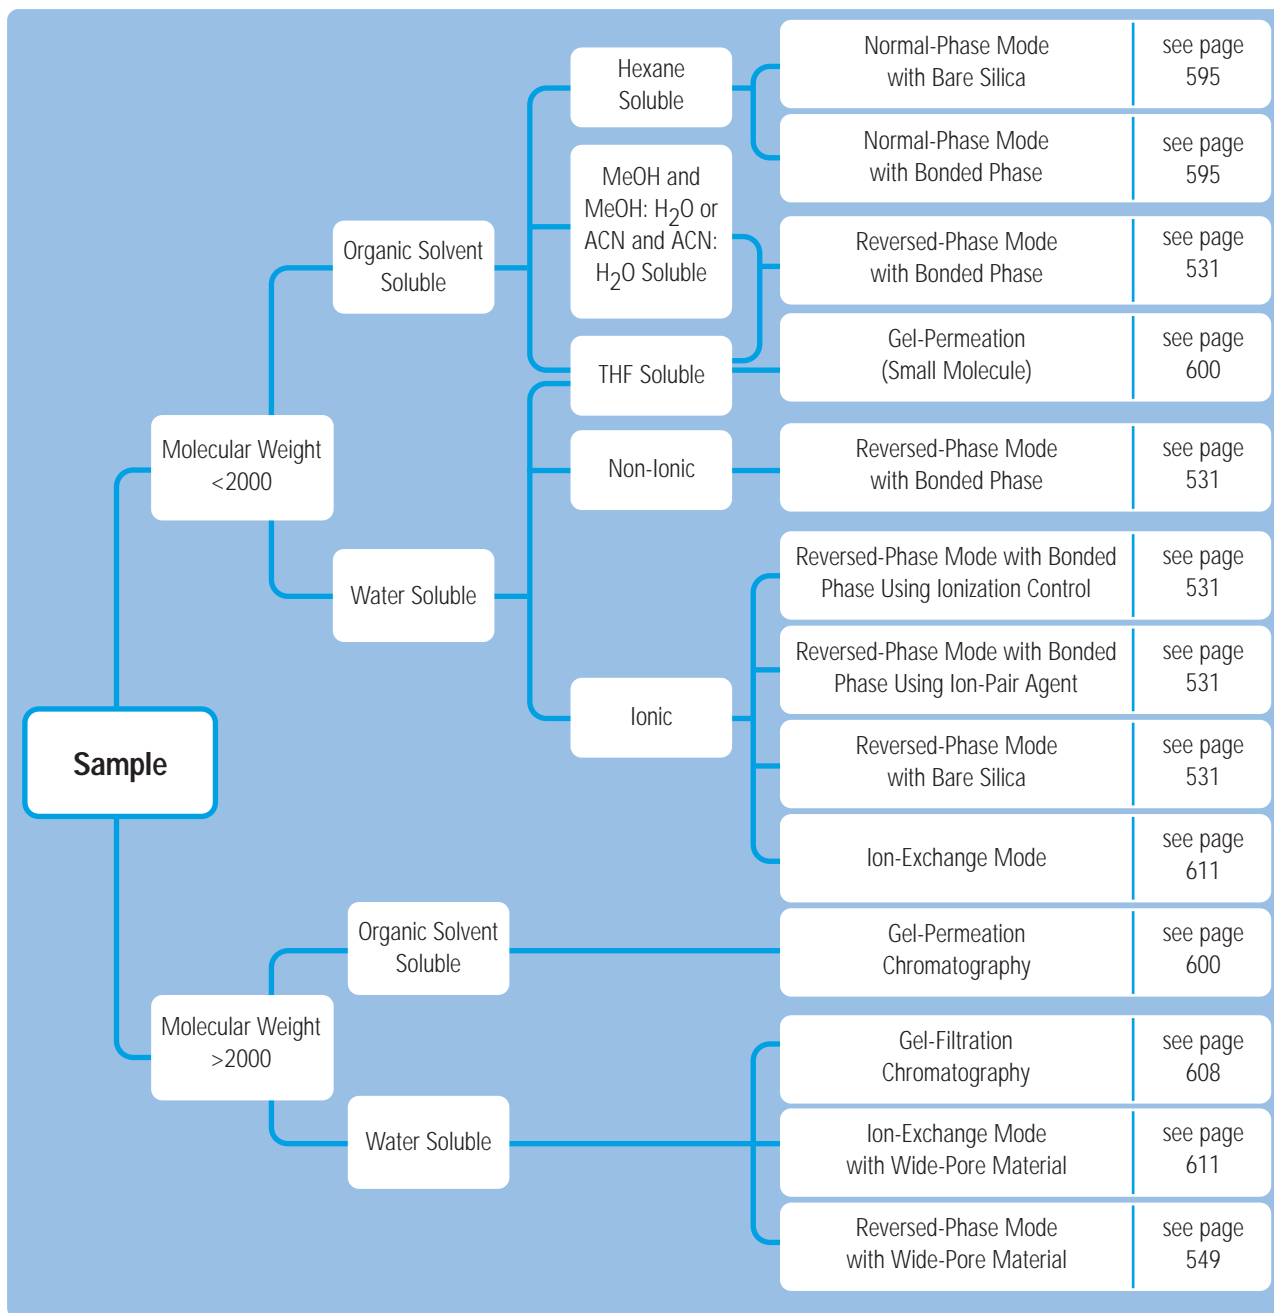 Sample
Molecular Weight
<2000
Organic Solvent
Soluble
Hexane
Soluble
Normal-Phase Mode
with Bare Silica
see page
595
Normal-Phase Mode
with Bonded Phase
see page
595
MeOH and
MeOH: H2O or
ACN and ACN:
H2O Soluble
Reversed-Phase Mode
with Bonded Phase
see page
531
THF Soluble
Gel-Permeation
(Small Molecule)
see page
600
Water Soluble
Non-Ionic
Reversed-Phase Mode
with Bonded Phase
see page
531
Ionic
Reversed-Phase Mode with Bonded
Phase Using Ionization Control
see page
531
Reversed-Phase Mode with Bonded
Phase Using Ion-Pair Agent
see page
531
Reversed-Phase Mode
with Bare Silica
see page
531
Ion-Exchange Mode
see page
611
Molecular Weight
>2000
Organic Solvent
Soluble
Gel-Permeation
Chromatography
see page
600
Water Soluble
Gel-Filtration
Chromatography
see page
608
Ion-Exchange Mode
with Wide-Pore Material
see page
611
Reversed-Phase Mode
with Wide-Pore Material
see page
549